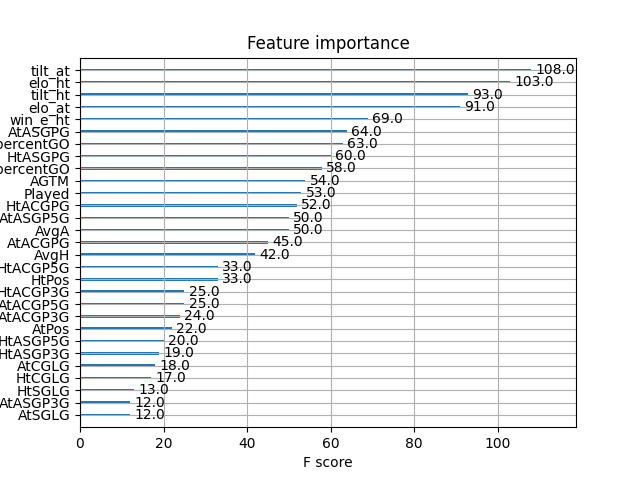 Feature importance
tilt_at 108.0
elo_ht 103.0
tilt_ht 93.0
elo_at 91.0
win_e_ht 69.0
AtASGPG 64.0
percentGO 63.0
HtASGPG 60.0
percentGO 58.0
AGTM 54.0
Played 53.0
HtACGPG 52.0
AtASGP5G 50.0
AvgA 50.0
AtACGPG 45.0
AvgH 42.0
HtACGP5G 33.0
HtPos 33.0
HtACGP3G 25.0
AtACGP5G 25.0
AtACGP3G 24.0
AtPos 22.0
HtASGP5G 20.0
HtASGP3G 19.0
AtCGLG 18.0
HtCGLG 17.0
HtSGLG 13.0
AtASGP3G 12.0
AtSGLG 12.0
0 20 40 60 80 100
F score